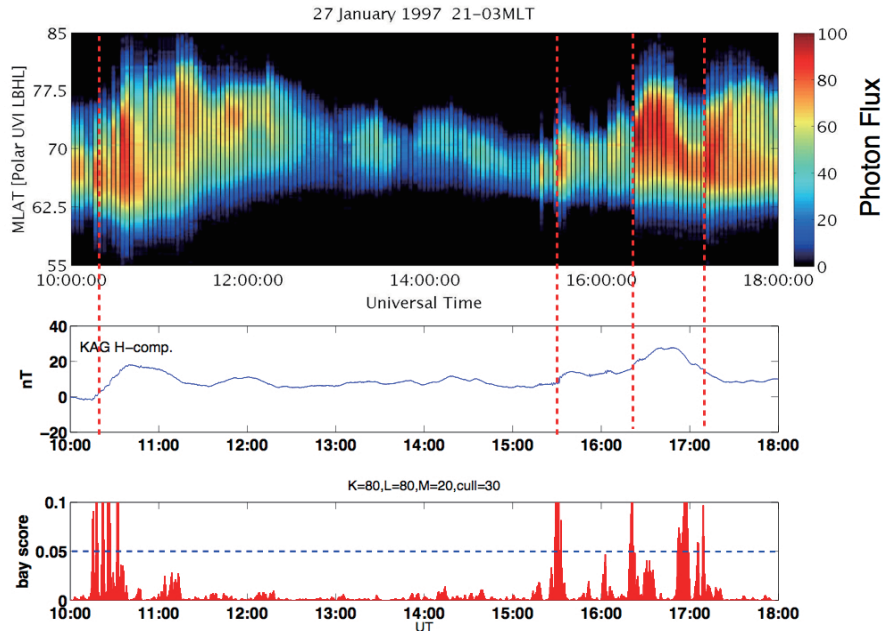 27 January 1997  21-03MLT
85
77.5
70
62.5
55
MLAT [Polar UVI LBHL]
10:00:00 12:00:00 14:00:00 16:00:00 18:00:00
Universal Time
100
80
60
40
20
0
Photon Flux
KAG H-comp.
40
20
0
-20
nT
10:00 11:00 12:00 13:00 14:00 15:00 16:00 17:00 18:00
K=80,L=80,M=20,cull=30
0.1
0.05
0
bay score
10:00 11:00 12:00 13:00 14:00 15:00 16:00 17:00 18:00
UT